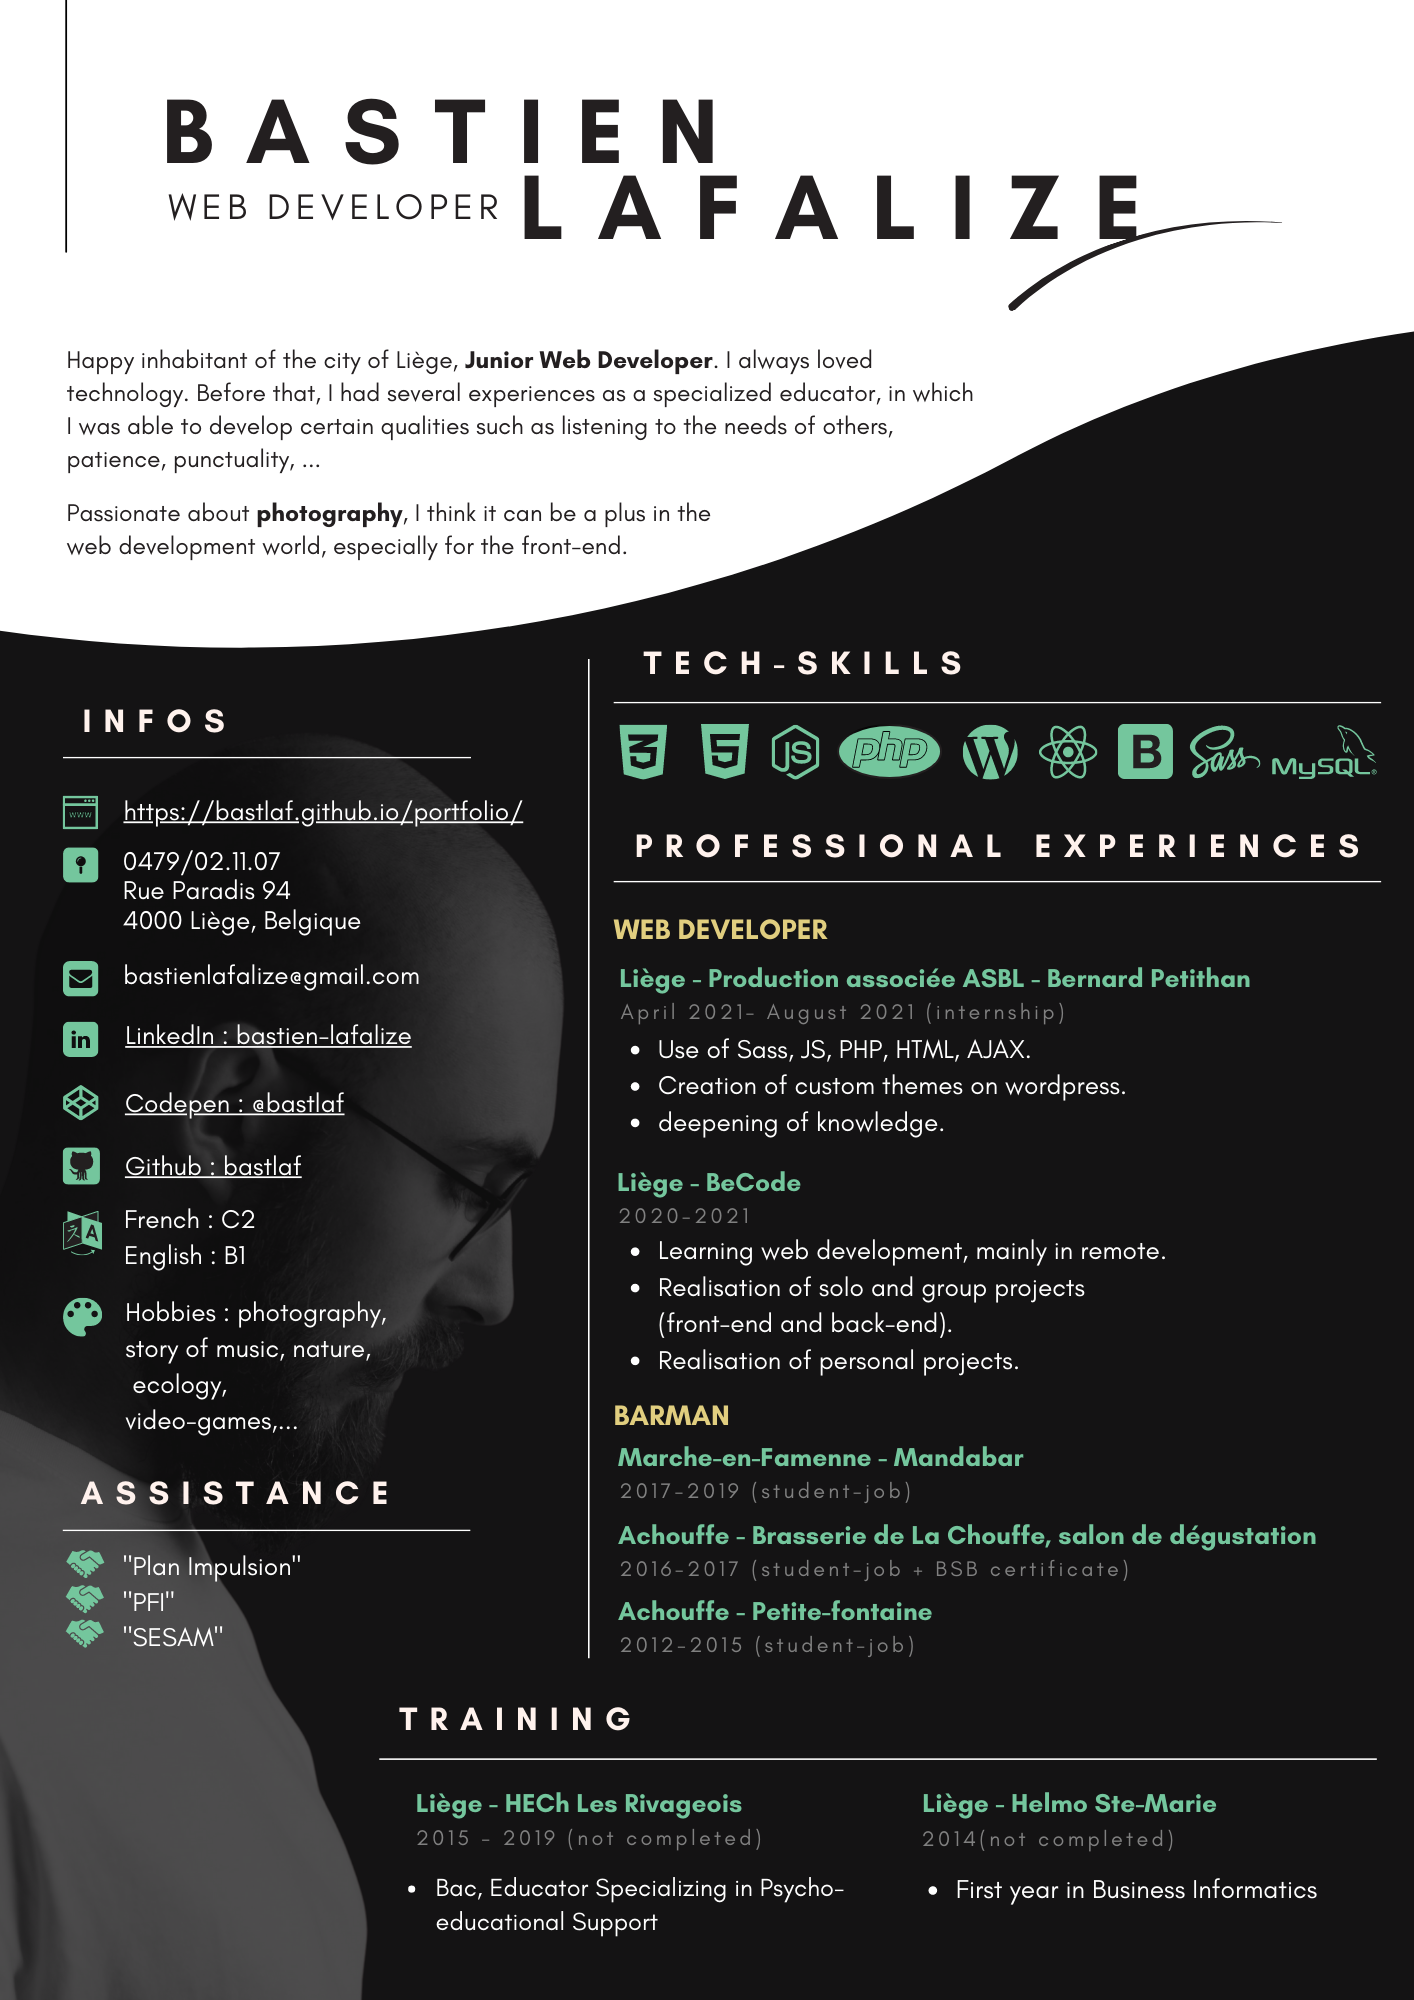 BASTIEN
WEB DEVELOPER LAFALIZE
Happy inhabitant of the city of Liège, Junior Web Developer. I always loved
technology. Before that, I had several experiences as a specialized educator, in which
I was able to develop certain qualities such as listening to the needs of others,
patience, punctuality, ...
Passionate about photography, I think it can be a plus in the
web development world, especially for the front-end.
INFOS
www
https://bastlaf.github.io/portfolio/
0479/02.11.07
Rue Paradis 94
4000 Liège, Belgique
bastienlafalize@gmail.com
in
LinkedIn : bastien-lafalize
Codepen : @bastlaf
Github : bastlaf
A
French : C2
English : B1
Hobbies : photography,
story of music, nature,
ecology,
video-games,...
ASSISTANCE
"Plan Impulsion"
"PFI"
"SESAM"
TECH-SKILLS
3 5 JS php W B Sass MySQL®
PROFESSIONAL EXPERIENCES
WEB DEVELOPER
Liège - Production associée ASBL - Bernard Petithan
April 2021- August 2021 (internship)
• Use of Sass, JS, PHP, HTML, AJAX.
• Creation of custom themes on wordpress.
• deepening of knowledge.
Liège - BeCode
2020-2021
• Learning web development, mainly in remote.
• Realisation of solo and group projects
(front-end and back-end).
• Realisation of personal projects.
BARMAN
Marche-en-Famenne - Mandabar
2017-2019 (student-job)
Achouffe - Brasserie de La Chouffe, salon de dégustation
2016-2017 (student-job + BSB certificate)
Achouffe - Petite-fontaine
2012-2015 (student-job)
TRAINING
Liège - HECh Les Rivageois
2015 - 2019 (not completed)
• Bac, Educator Specializing in Psycho-
educational Support
Liège - Helmo Ste-Marie
2014(not completed)
• First year in Business Informatics